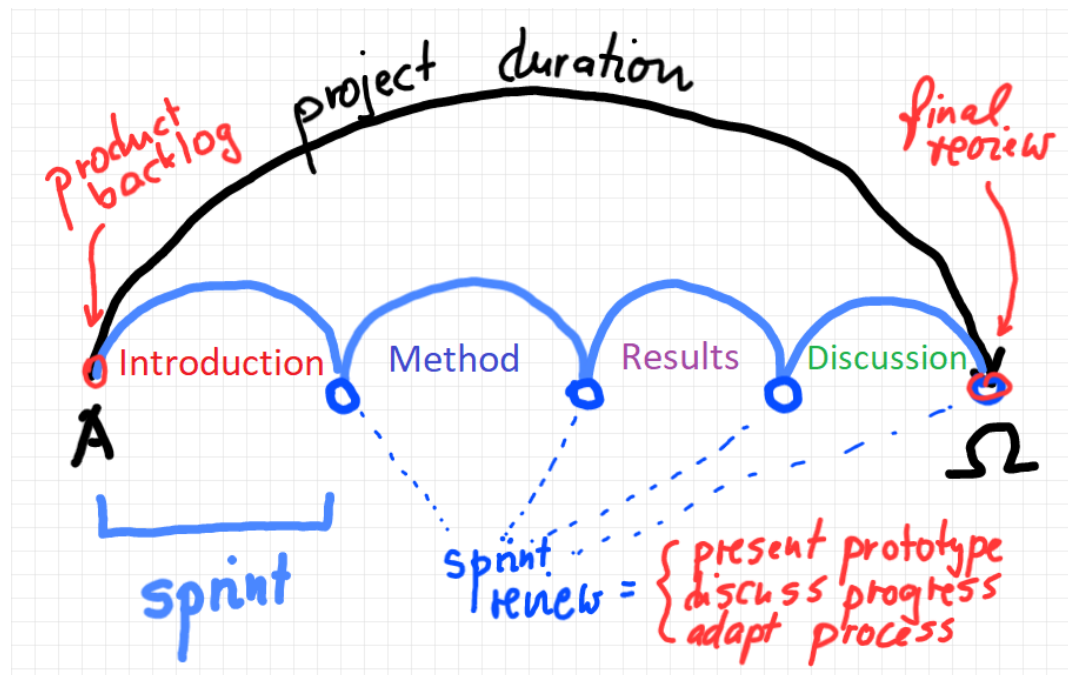 project duration
product
backlog
final
review
Introduction
Method
Results
Discussion
A
Ω
sprint
sprint
review =
present prototype
discuss progress
adapt process